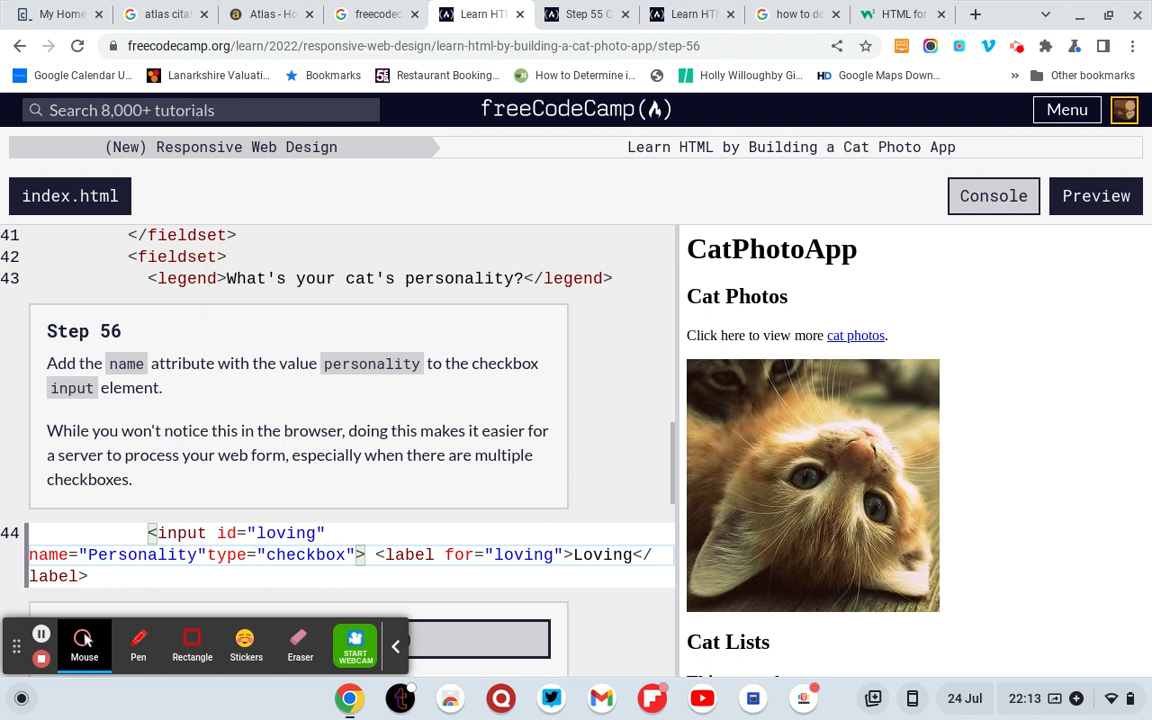 My Home
atlas cita
Atlas - Ho
freecodec
Learn HT
Step 55 C
Learn HT
how to do
HTML for
freecodecamp.org/learn/2022/responsive-web-design/learn-html-by-building-a-cat-photo-app/step-56
Google Calendar U...
Lanarkshire Valuati...
Bookmarks
Restaurant Booking...
How to Determine i...
Holly Willoughby Gi...
Google Maps Down...
»
Other bookmarks
Search 8,000+ tutorials
freeCodeCamp
Menu
(New) Responsive Web Design
Learn HTML by Building a Cat Photo App
index.html
Console
Preview
41 </fieldset>
42 <fieldset>
43 <legend>What's your cat's personality?</legend>
Step 56
Add the name attribute with the value personality to the checkbox
input element.
While you won't notice this in the browser, doing this makes it easier for
a server to process your web form, especially when there are multiple
checkboxes.
44 <input id="loving"
name="Personality"type="checkbox"> <label for="loving">Loving</
label>
CatPhotoApp
Cat Photos
Click here to view more cat photos.
Cat Lists
Mouse
Pen
Rectangle
Stickers
Eraser
START
WEBCAM
24 Jul
22:13